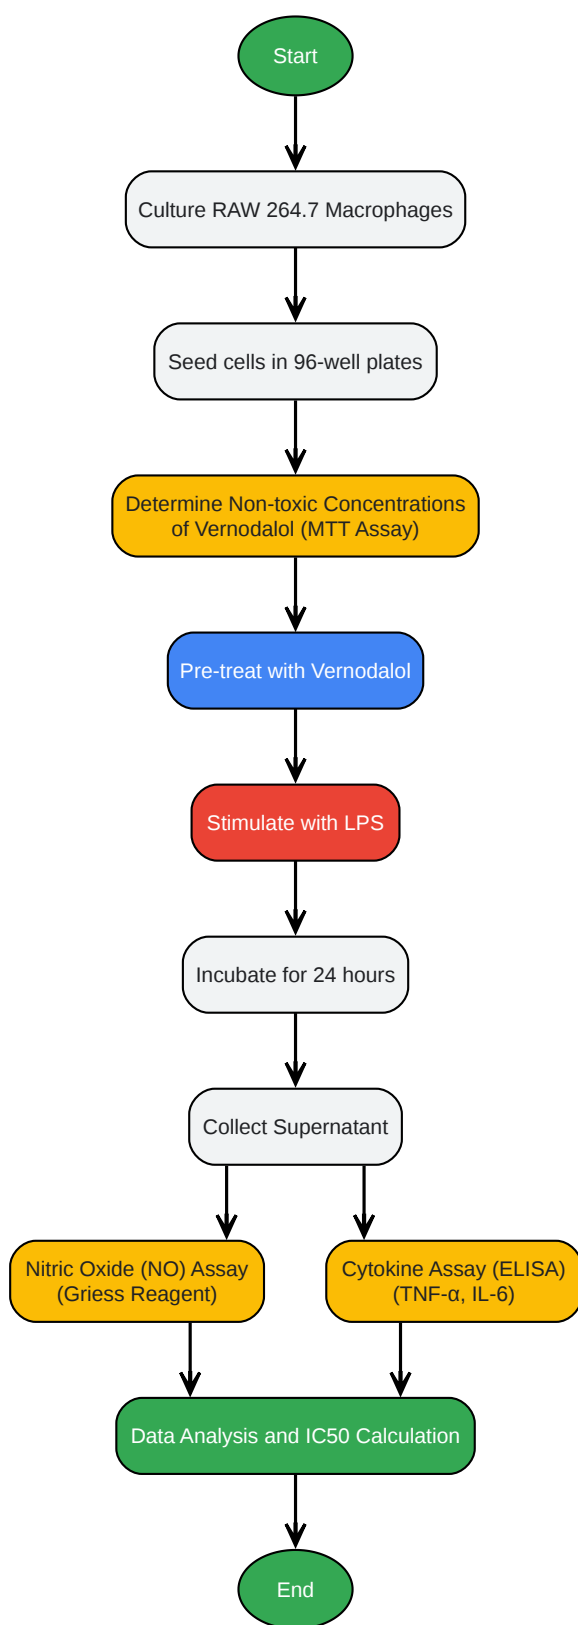 Start
Culture RAW 264.7 Macrophages
Seed cells in 96-well plates
Determine Non-toxic Concentrations
of Vernodalol (MTT Assay)
Pre-treat with Vernodalol
Stimulate with LPS
Incubate for 24 hours
Collect Supernatant
Nitric Oxide (NO) Assay
(Griess Reagent)
Cytokine Assay (ELISA)
(TNF-α, IL-6)
Data Analysis and IC50 Calculation
End